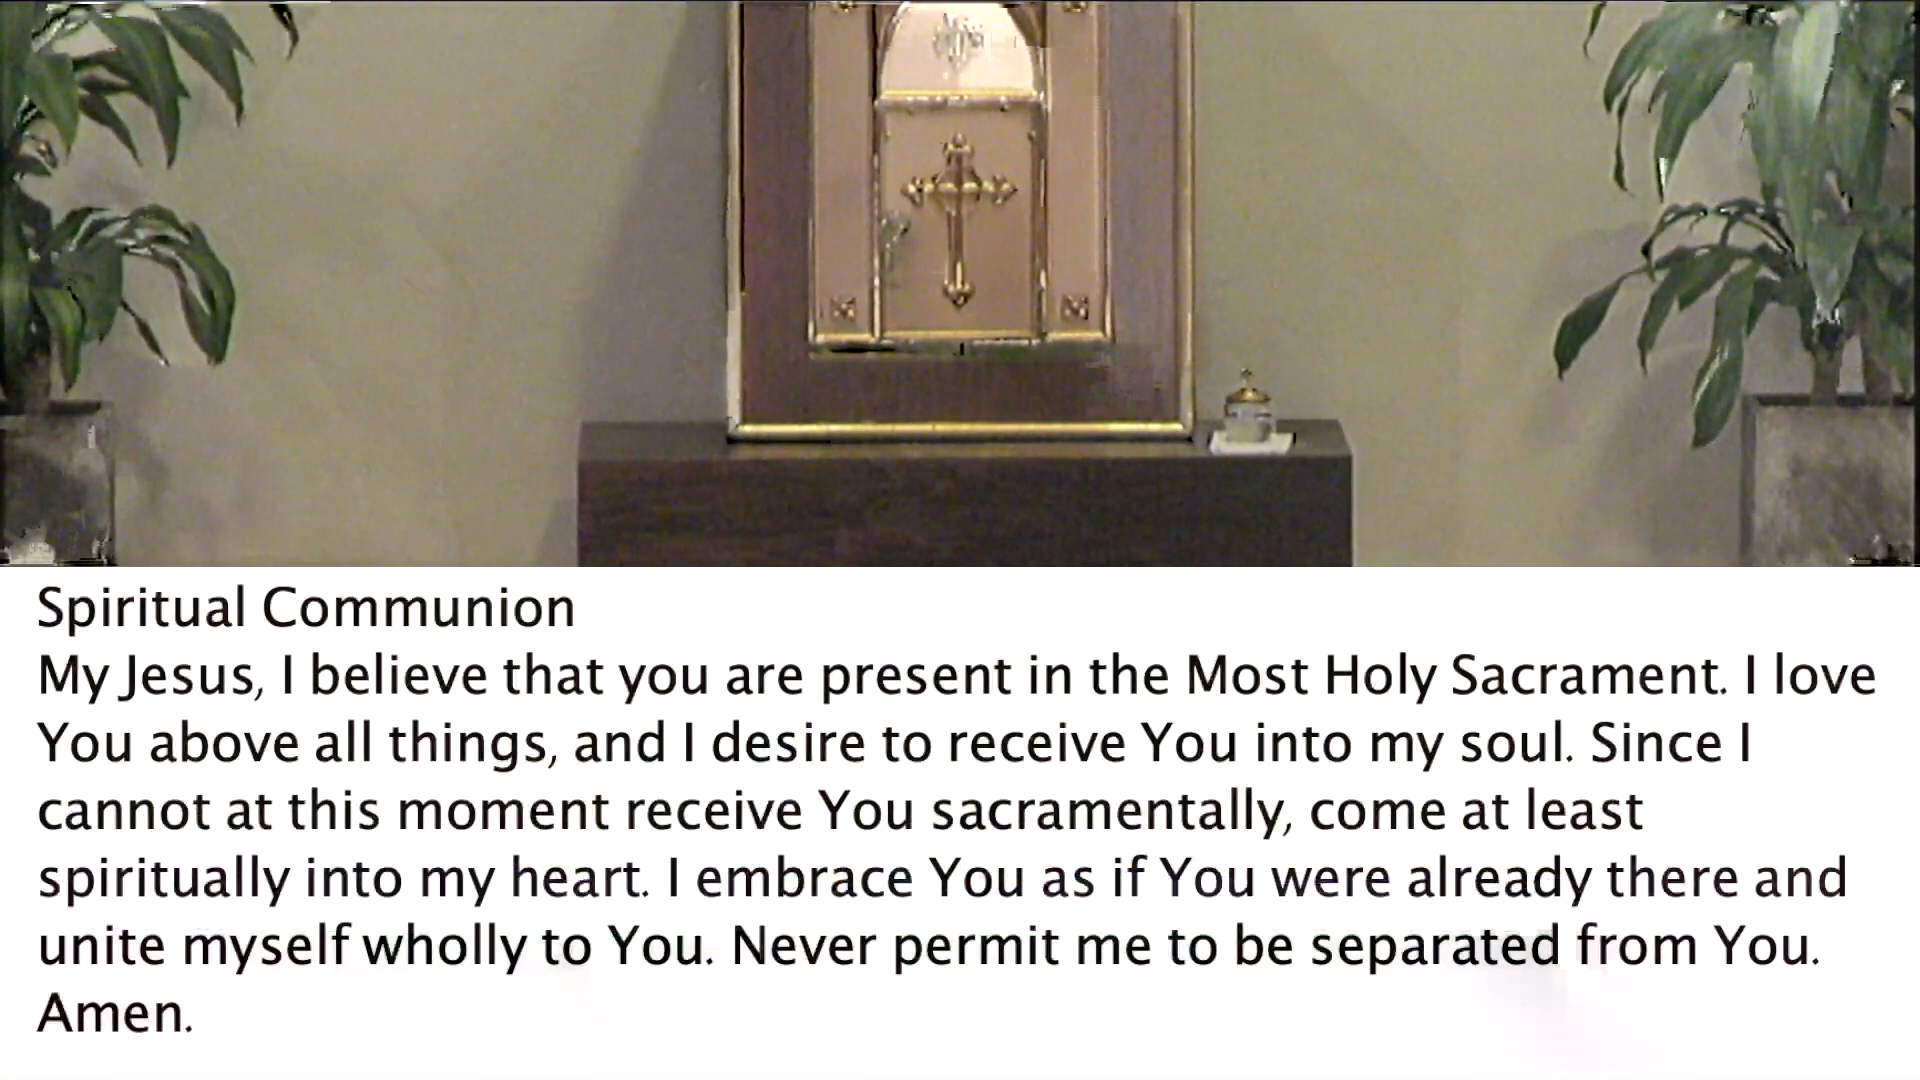 Spiritual Communion
My Jesus, I believe that you are present in the Most Holy Sacrament. I love
You above all things, and I desire to receive You into my soul. Since I
cannot at this moment receive You sacramentally, come at least
spiritually into my heart. I embrace You as if You were already there and
unite myself wholly to You. Never permit me to be separated from You.
Amen.